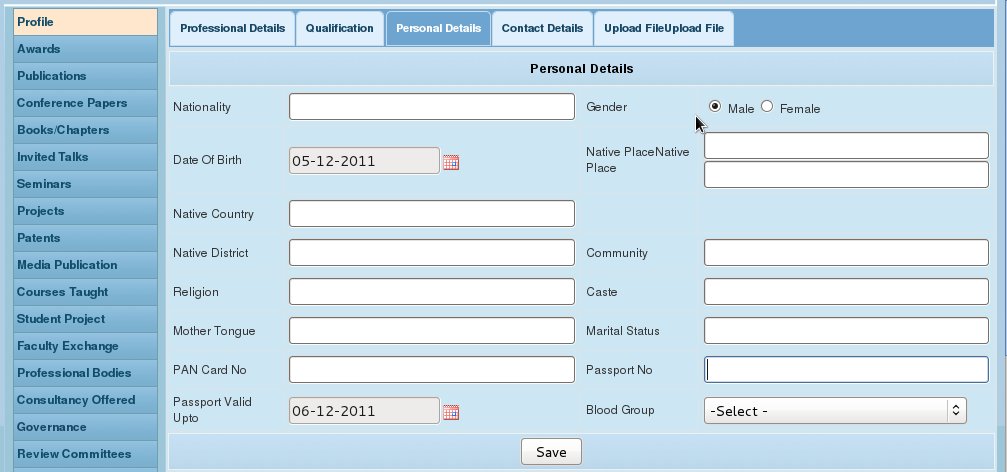 Profile
Awards
Publications
Conference Papers
Books/Chapters
Invited Talks
Seminars
Projects
Patents
Media Publication
Courses Taught
Student Project
Faculty Exchange
Professional Bodies
Consultancy Offered
Governance
Review Committees
Professional Details Qualification Personal Details Contact Details Upload FileUpload File
Personal Details
Nationality Gender Male Female
Date Of Birth 05-12-2011 Native PlaceNative
Place
Native Country
Native District Community
Religion Caste
Mother Tongue Marital Status
PAN Card No Passport No
Passport Valid
Upto 06-12-2011 Blood Group -Select -
Save